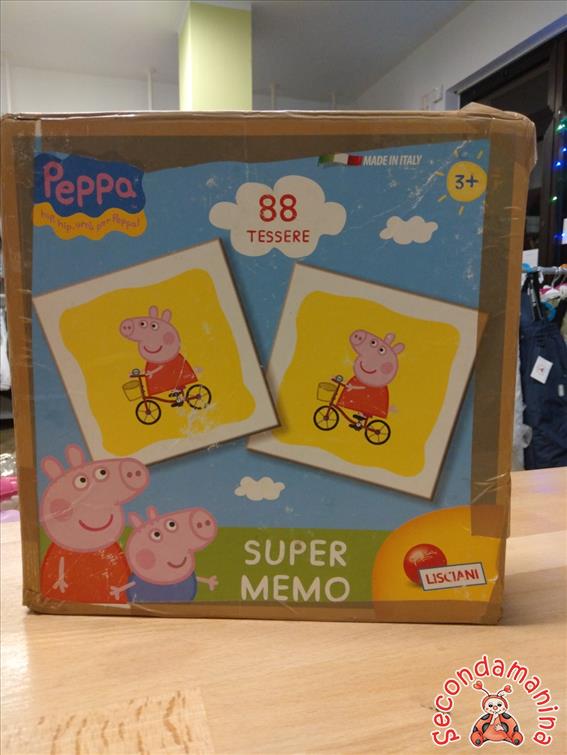 Peppa
hip, hip, urrà per Peppa!
MADE IN ITALY
3+
88
TESSERE
SUPER
MEMO
LISCIANI
Secondamanina